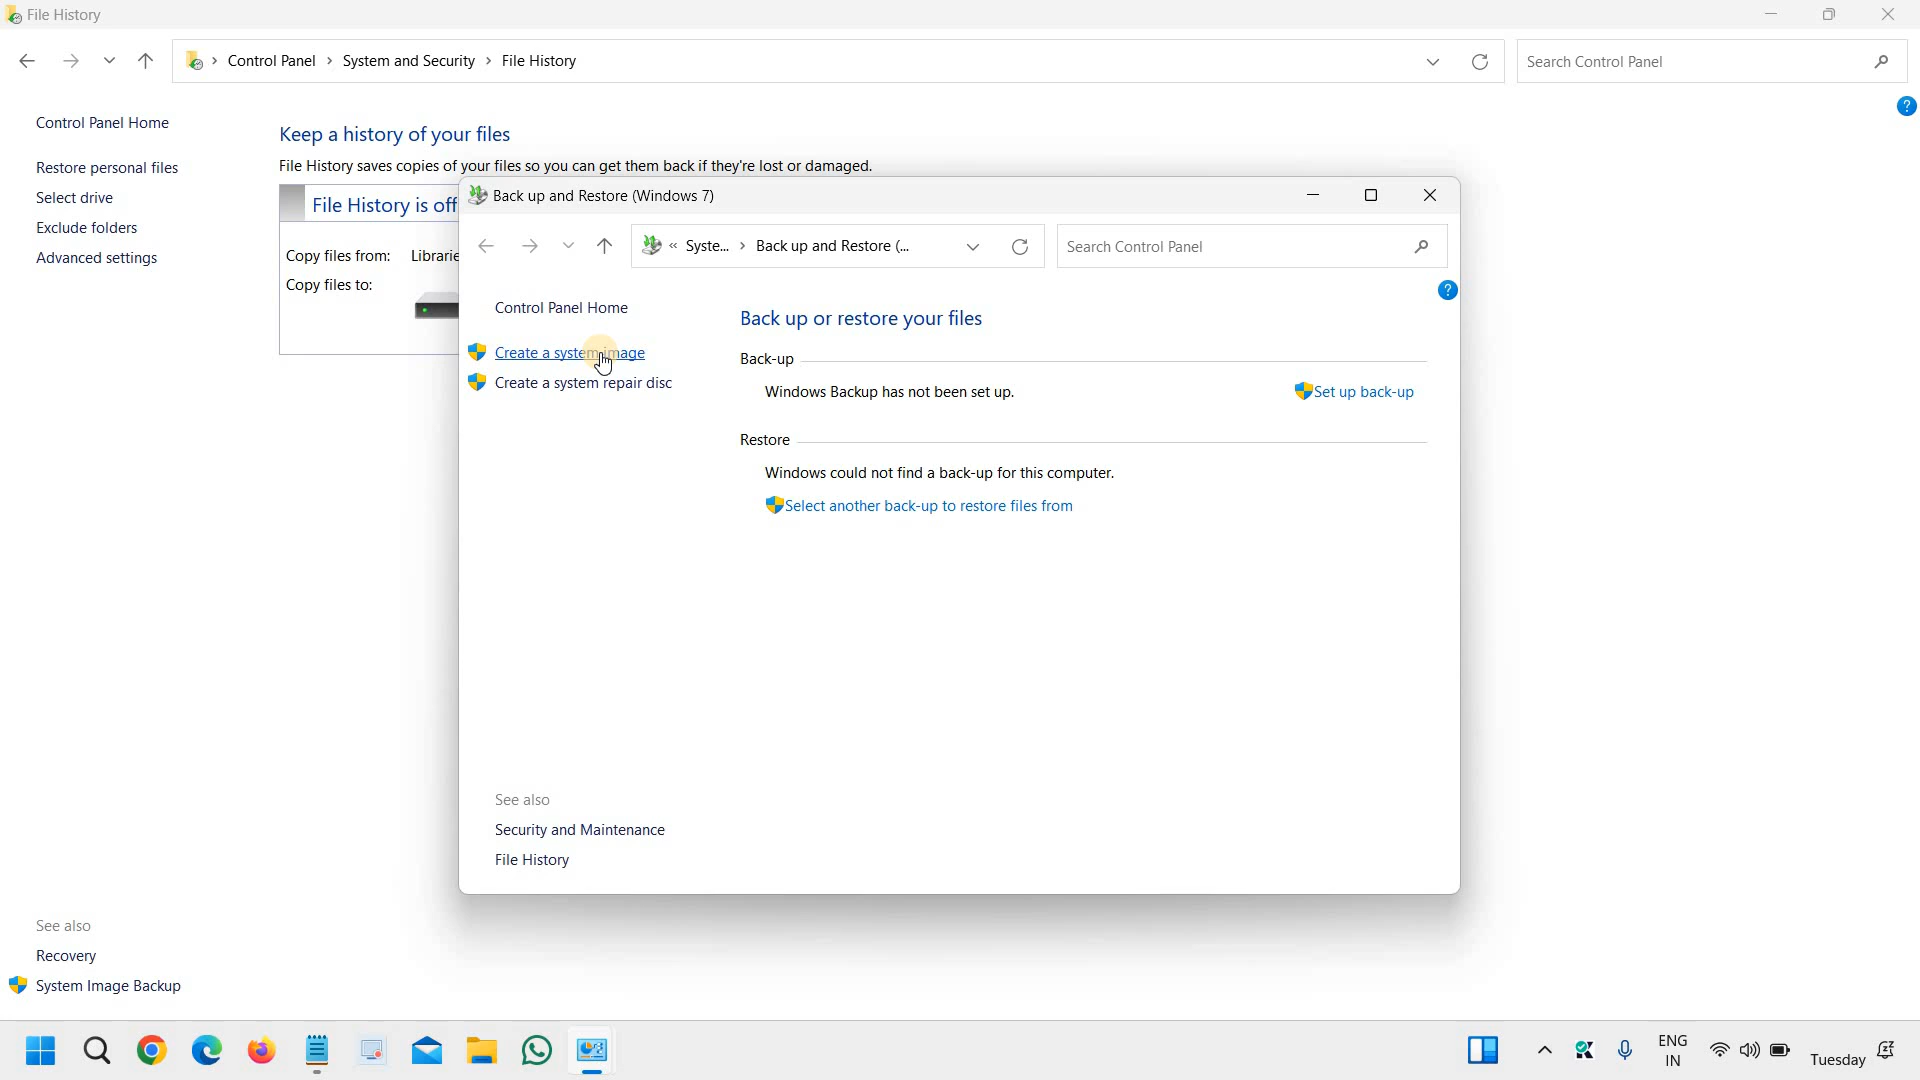 File History
Control Panel > System and Security > File History
Search Control Panel
Control Panel Home
Restore personal files
Select drive
Exclude folders
Advanced settings
Keep a history of your files
File History saves copies of your files so you can get them back if they're lost or damaged.
File History is off
Copy files from: Librarie
Copy files to:
Back up and Restore (Windows 7)
« Syste... > Back up and Restore (...
Search Control Panel
Control Panel Home
Create a system image
Create a system repair disc
Back up or restore your files
Back-up
Windows Backup has not been set up.
Set up back-up
Restore
Windows could not find a back-up for this computer.
Select another back-up to restore files from
See also
Security and Maintenance
File History
See also
Recovery
System Image Backup
ENG
IN
Tuesday